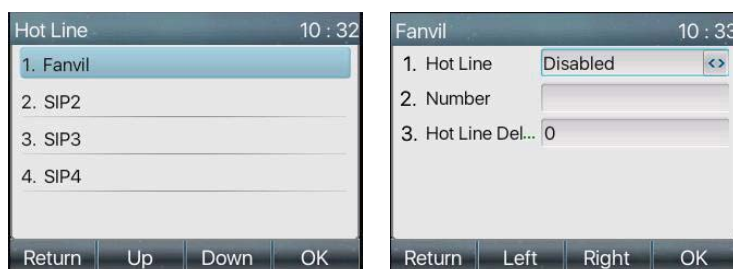 Hot Line 10 : 32
1. Fanvil
2. SIP2
3. SIP3
4. SIP4
Return Up Down OK
Fanvil 10 : 33
1. Hot Line Disabled <>
2. Number
3. Hot Line Del... 0
Return Left Right OK